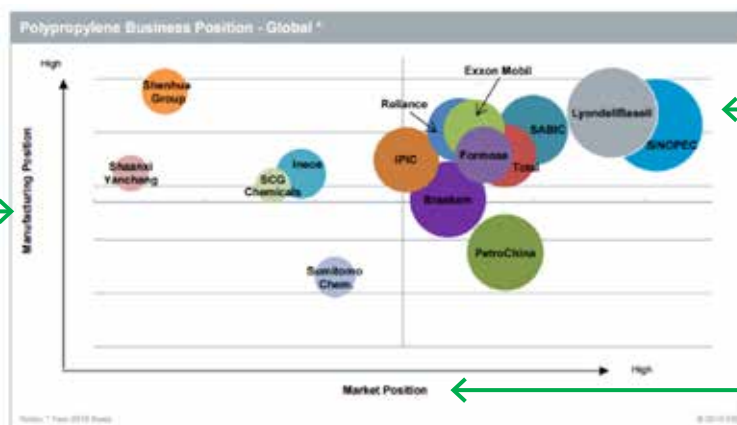 Polypropylene Business Position - Global *
High
Manufacturing Position
Shenhua
Group
Exxon Mobil
Reliance
LyondellBasell
SINOPEC
SABIC
IPIC
Formosa
Total
Shaanxi
Yanchang
Ineos
SCG
Chemicals
Braskem
PetroChina
Sumitomo
Chem.
High
Market Position